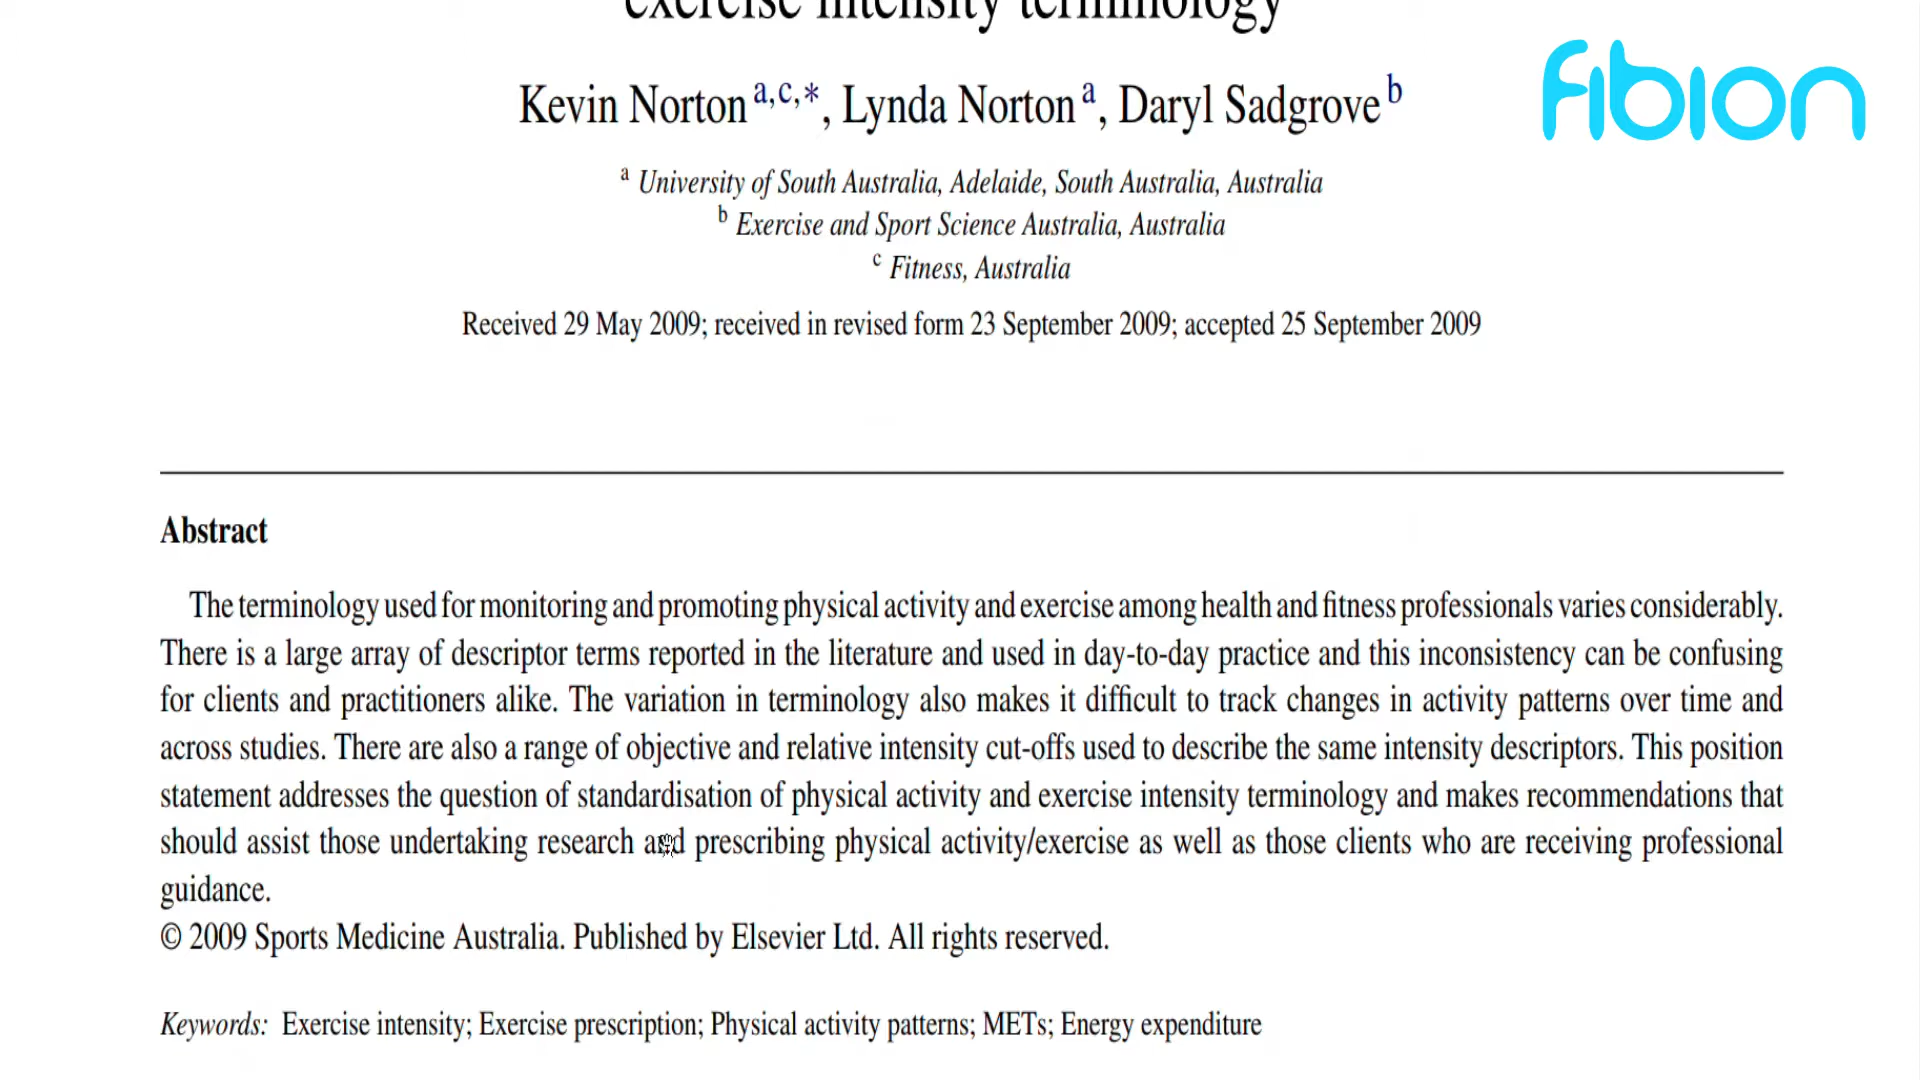 exercise intensity terminology
fibion
Kevin Norton a,c,*, Lynda Norton a, Daryl Sadgrove b
a University of South Australia, Adelaide, South Australia, Australia
b Exercise and Sport Science Australia, Australia
c Fitness, Australia
Received 29 May 2009; received in revised form 23 September 2009; accepted 25 September 2009
Abstract
The terminology used for monitoring and promoting physical activity and exercise among health and fitness professionals varies considerably.
There is a large array of descriptor terms reported in the literature and used in day-to-day practice and this inconsistency can be confusing
for clients and practitioners alike. The variation in terminology also makes it difficult to track changes in activity patterns over time and
across studies. There are also a range of objective and relative intensity cut-offs used to describe the same intensity descriptors. This position
statement addresses the question of standardisation of physical activity and exercise intensity terminology and makes recommendations that
should assist those undertaking research and prescribing physical activity/exercise as well as those clients who are receiving professional
guidance.
© 2009 Sports Medicine Australia. Published by Elsevier Ltd. All rights reserved.
Keywords: Exercise intensity; Exercise prescription; Physical activity patterns; METs; Energy expenditure